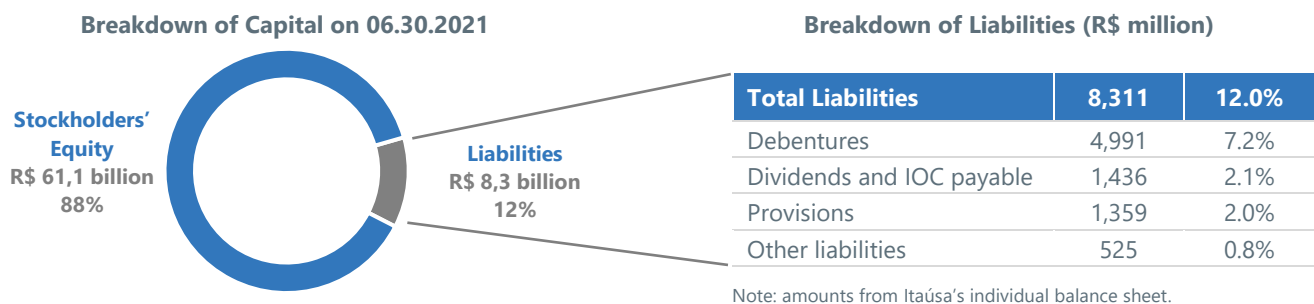 Breakdown of Capital on 06.30.2021
Stockholders’
Equity
R$ 61,1 billion
88%
Liabilities
R$ 8,3 billion
12%
Breakdown of Liabilities (R$ million)
Total Liabilities 8,311 12.0%
Debentures 4,991 7.2%
Dividends and IOC payable 1,436 2.1%
Provisions 1,359 2.0%
Other liabilities 525 0.8%
Note: amounts from Itaúsa’s individual balance sheet.